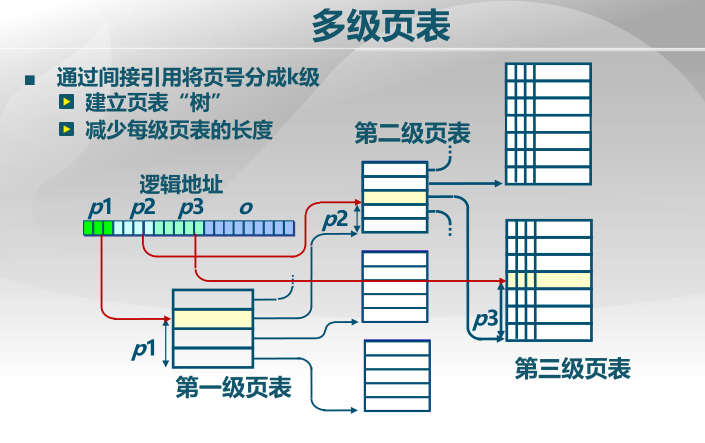 多级页表
通过间接引用将页号分成k级
建立页表“树”
减少每级页表的长度
第二级页表
逻辑地址
p1 p2 p3 o
p2
p3
p1
第三级页表
第一级页表